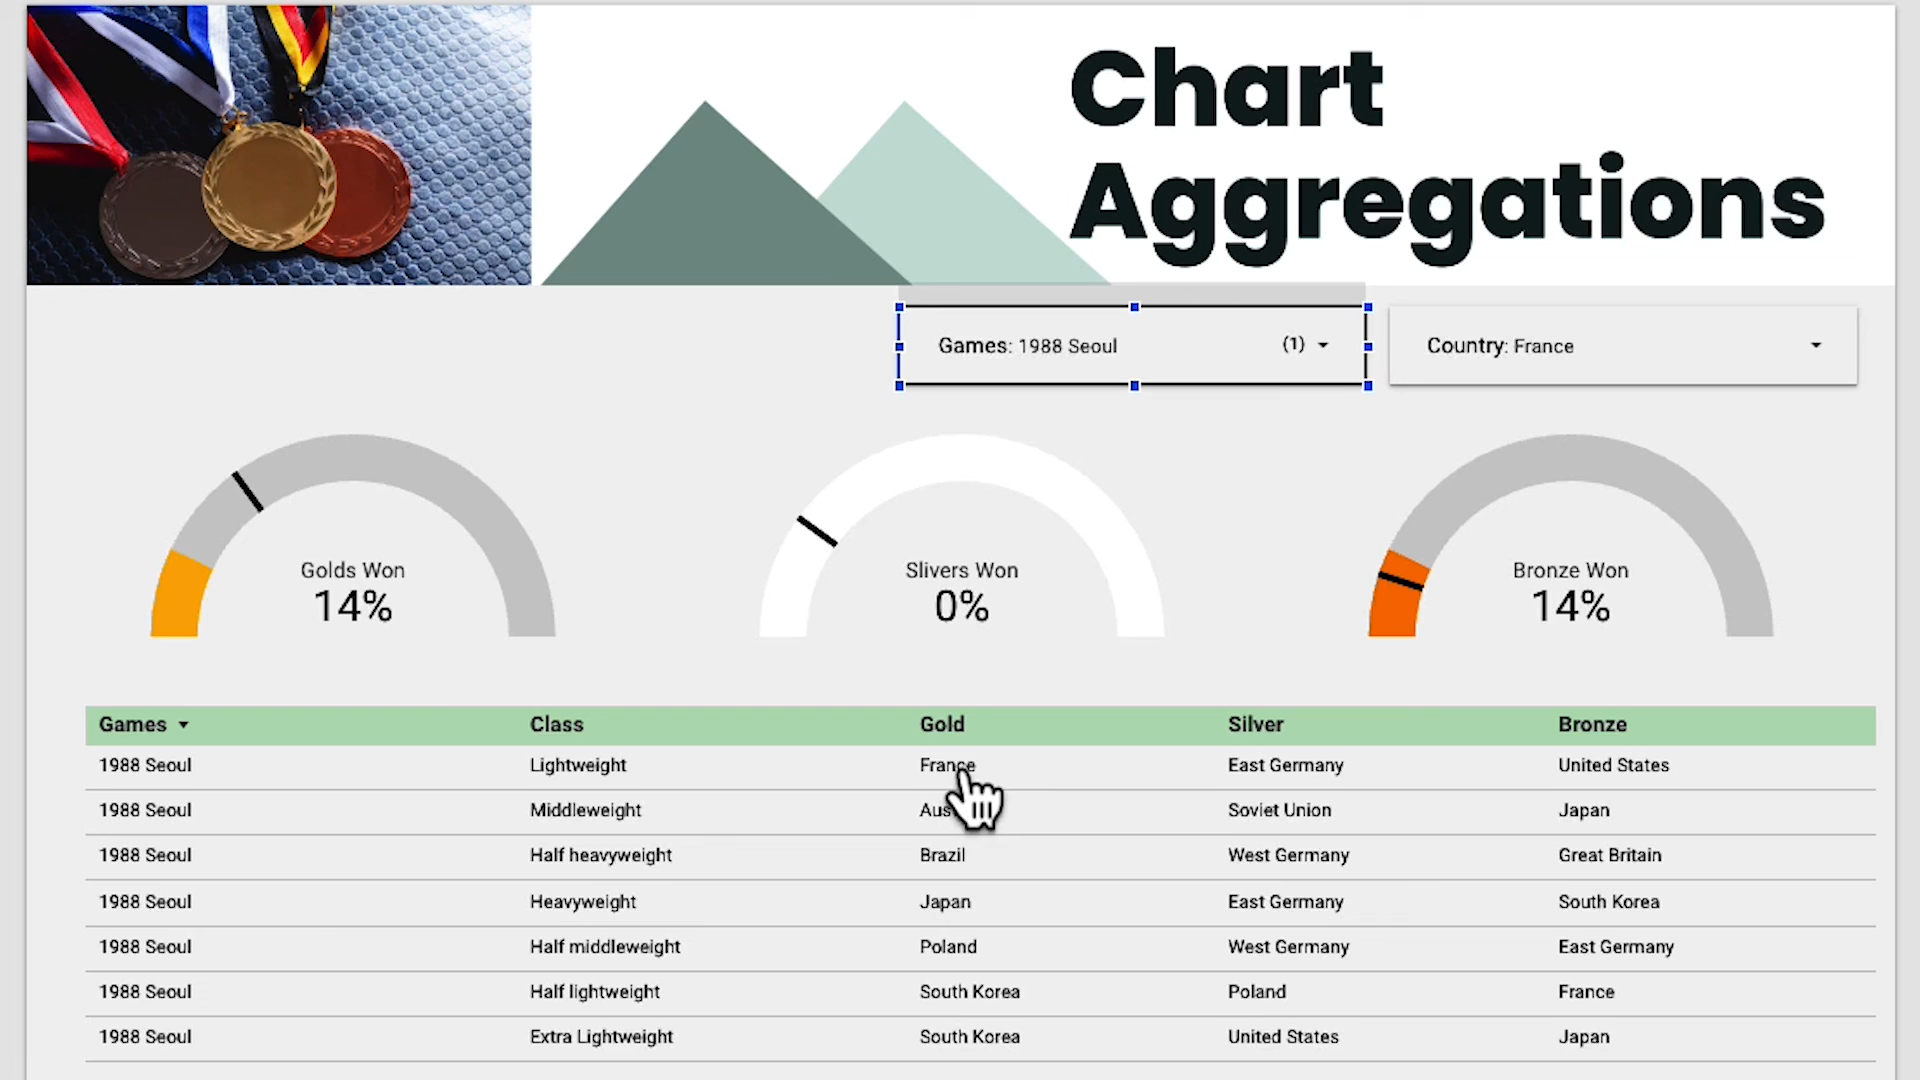 Chart
Aggregations
Games: 1988 Seoul (1)
Country: France
Golds Won
14%
Slivers Won
0%
Bronze Won
14%
Games Class Gold Silver Bronze
1988 Seoul Lightweight France East Germany United States
1988 Seoul Middleweight Soviet Union Japan
1988 Seoul Half heavyweight Brazil West Germany Great Britain
1988 Seoul Heavyweight Japan East Germany South Korea
1988 Seoul Half middleweight Poland West Germany East Germany
1988 Seoul Half lightweight South Korea Poland France
1988 Seoul Extra Lightweight South Korea United States Japan